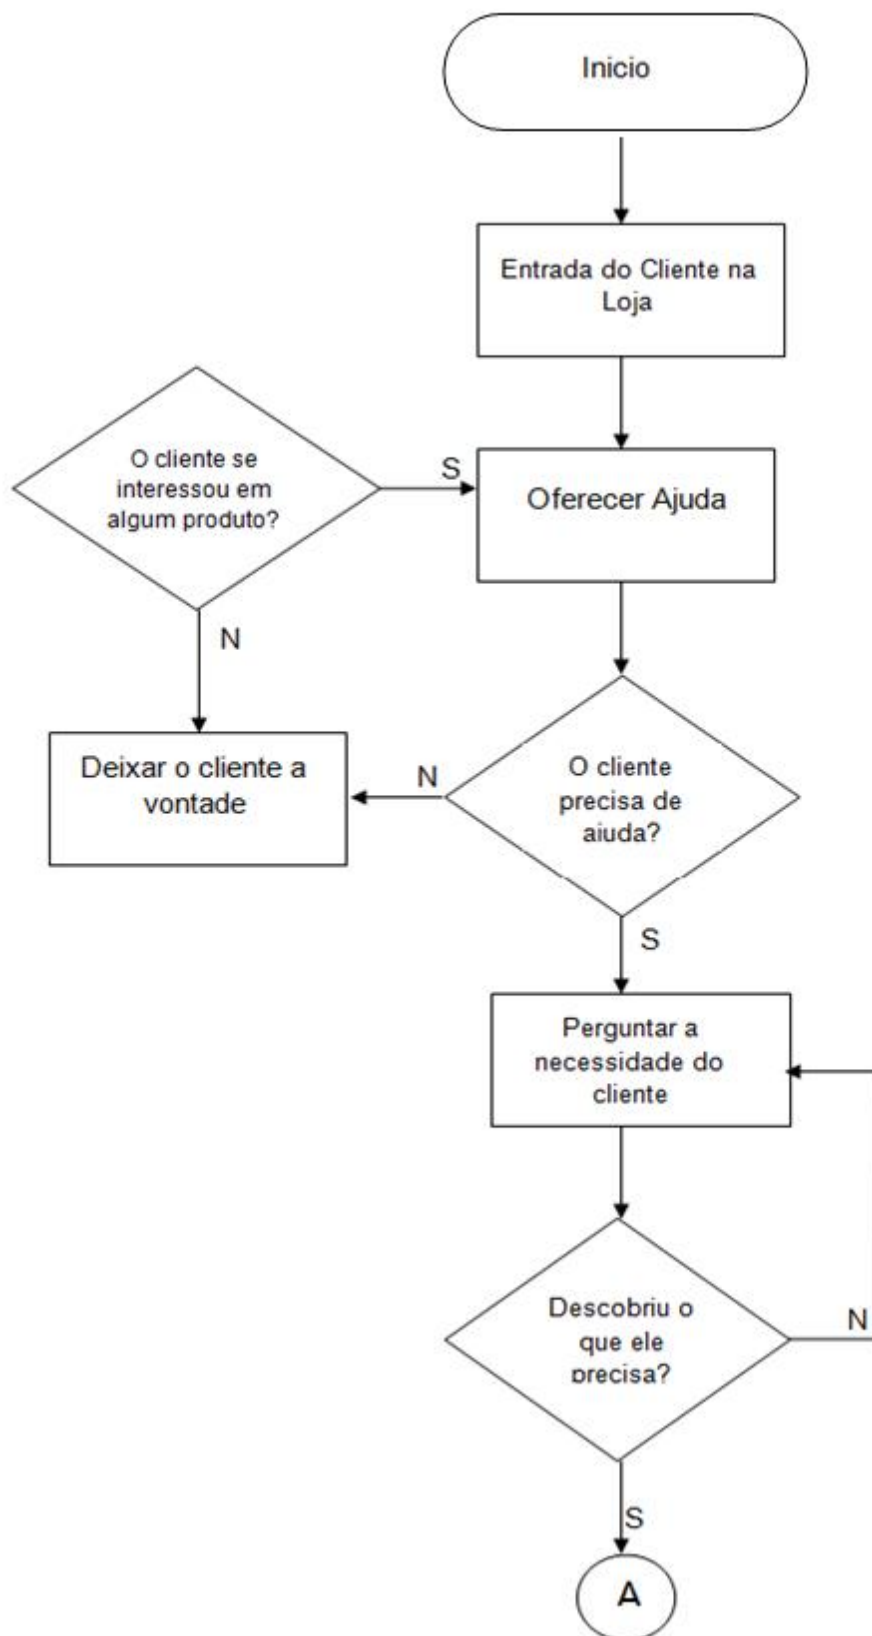 Inicio
Entrada do Cliente na
Loja
O cliente se
interessou em
algum produto?
S
Oferecer Ajuda
N
Deixar o cliente a
vontade
N
O cliente
precisa de
aiuda?
S
Perguntar a
necessidade do
cliente
Descobriu o
que ele
precisa?
N
S
A